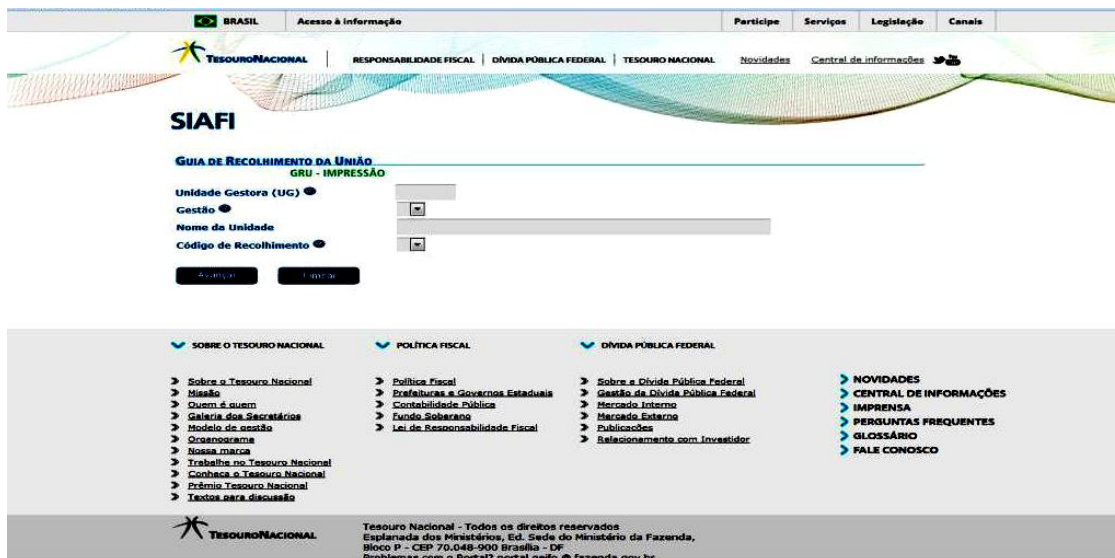 BRASIL Acesso à informação Participe Serviços Legislação Canais
TESOURONACIONAL RESPONSABILIDADE FISCAL DÍVIDA PÚBLICA FEDERAL TESOURO NACIONAL Novidades Central de informações
SIAFI
GUIA DE RECOLHIMENTO DA UNIÃO
GRU - IMPRESSÃO
Unidade Gestora (UG)
Gestão
Nome da Unidade
Código de Recolhimento
Avançar Limpar
SOBRE O TESOURO NACIONAL
Sobre o Tesouro Nacional
Missão
Quem é quem
Galeria dos Secretários
Modelo de gestão
Organograma
Nossa marca
Trabalhe no Tesouro Nacional
Conheça o Tesouro Nacional
Prêmio Tesouro Nacional
Textos para discussão
POLÍTICA FISCAL
Política Fiscal
Prefeituras e Governos Estaduais
Contabilidade Pública
Fundo Soberano
Lei de Responsabilidade Fiscal
DÍVIDA PÚBLICA FEDERAL
Sobre a Dívida Pública Federal
Gestão da Dívida Pública Federal
Mercado Interno
Mercado Externo
Publicações
Relacionamento com Investidor
NOVIDADES
CENTRAL DE INFORMAÇÕES
IMPRENSA
PERGUNTAS FREQUENTES
GLOSSÁRIO
FALE CONOSCO
TESOURONACIONAL
Tesouro Nacional - Todos os direitos reservados
Esplanada dos Ministérios, Ed. Sede do Ministério da Fazenda,
Bloco P - CEP 70.048-900 Brasília - DF
Problemas com o Portal?